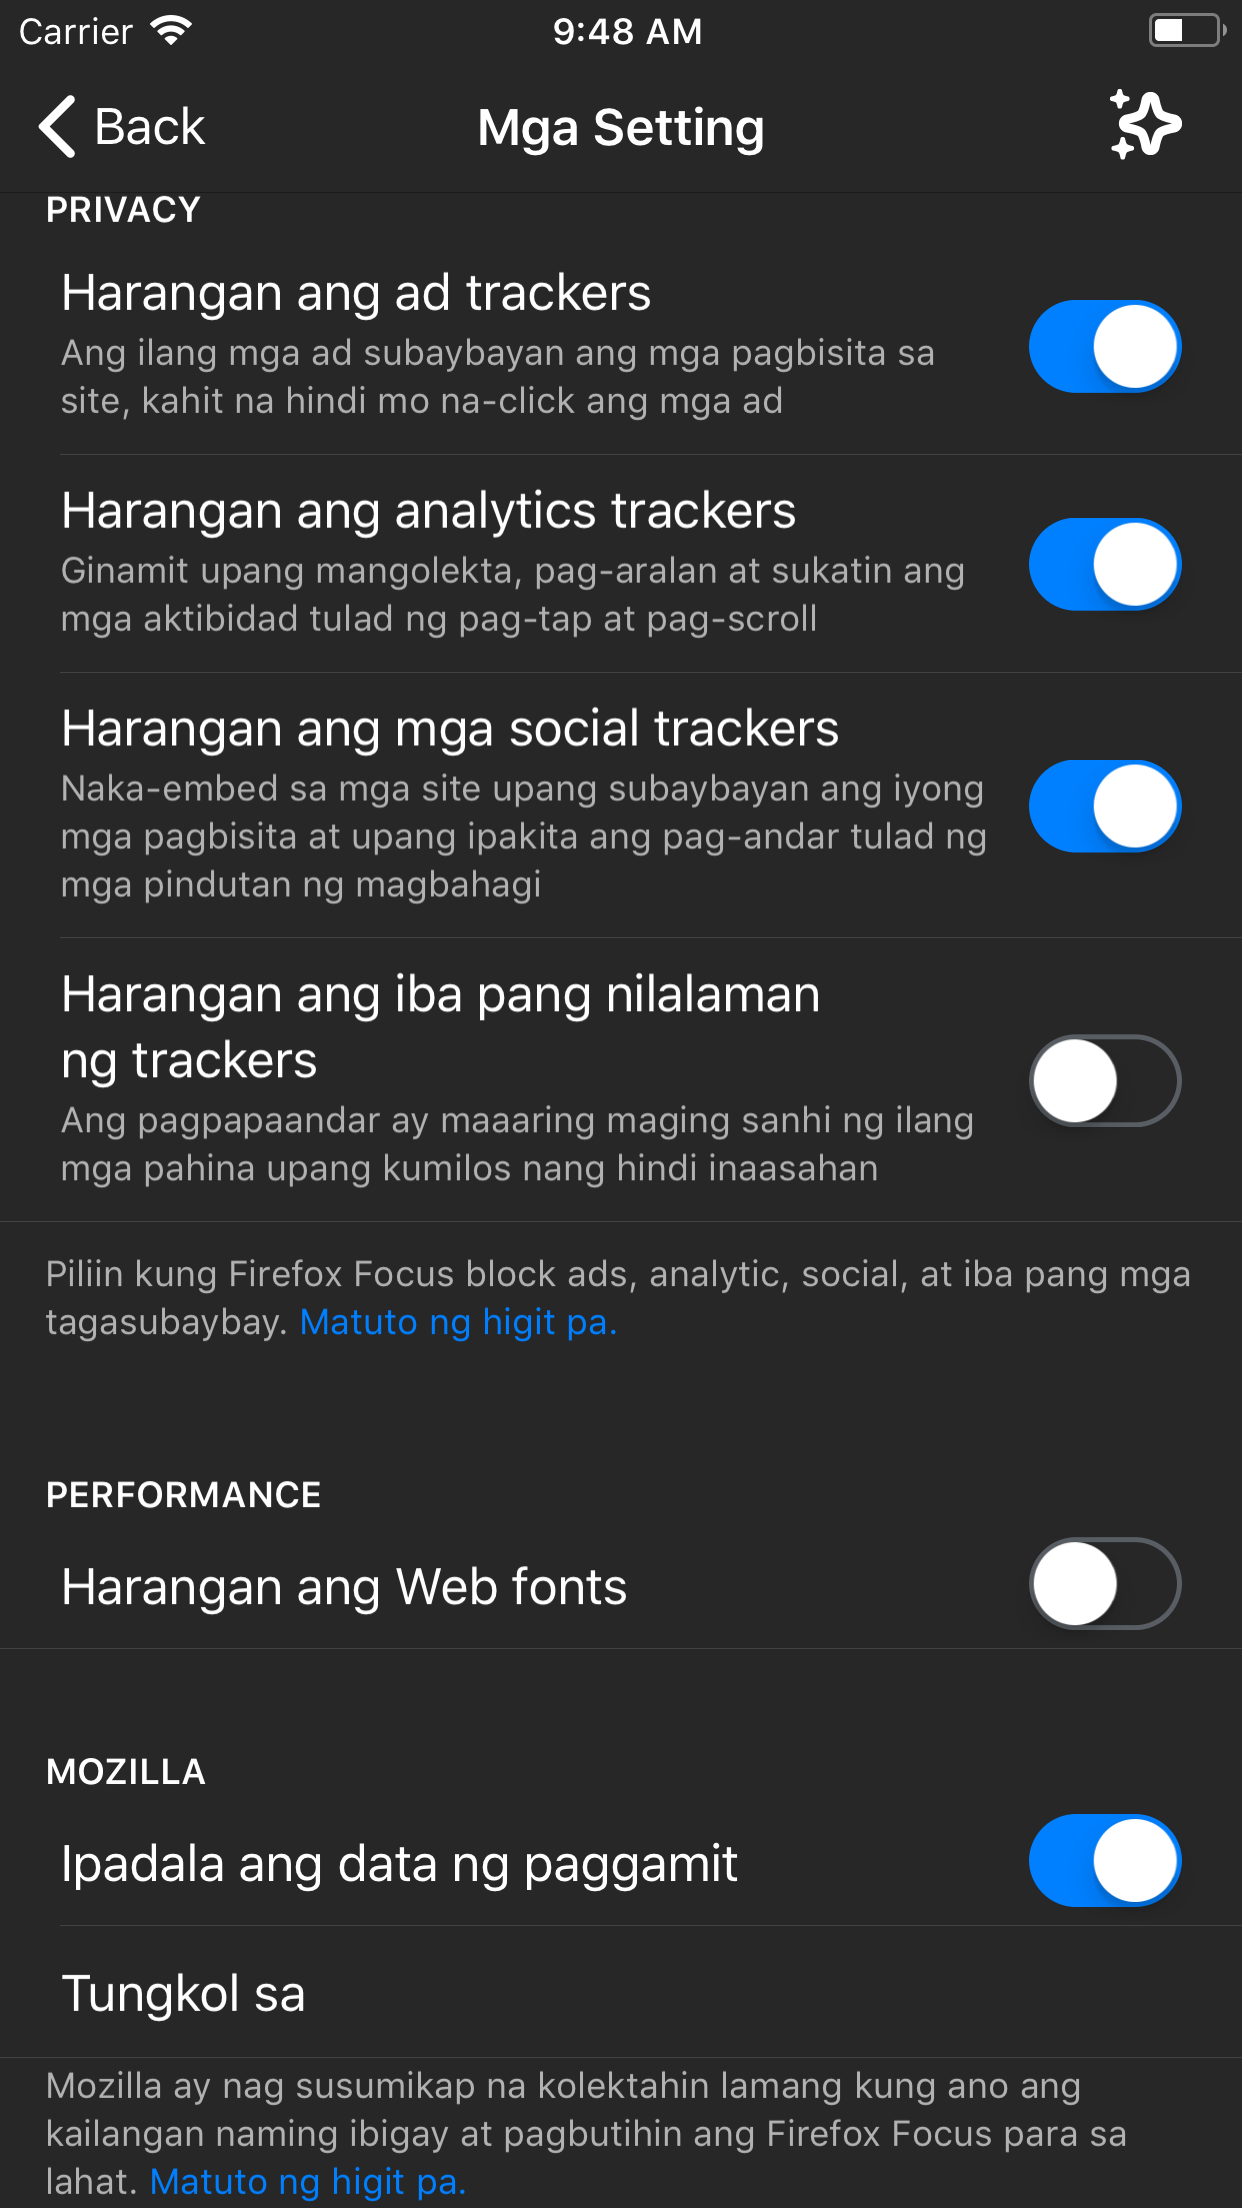 Carrier
9:48 AM
Back
Mga Setting
PRIVACY
Harangan ang ad trackers
Ang ilang mga ad subaybayan ang mga pagbisita sa
site, kahit na hindi mo na-click ang mga ad
Harangan ang analytics trackers
Ginamit upang mangolekta, pag-aralan at sukatin ang
mga aktibidad tulad ng pag-tap at pag-scroll
Harangan ang mga social trackers
Naka-embed sa mga site upang subaybayan ang iyong
mga pagbisita at upang ipakita ang pag-andar tulad ng
mga pindutan ng magbahagi
Harangan ang iba pang nilalaman
ng trackers
Ang pagpapaandar ay maaaring maging sanhi ng ilang
mga pahina upang kumilos nang hindi inaasahan
Piliin kung Firefox Focus block ads, analytic, social, at iba pang mga
tagasubaybay. Matuto ng higit pa.
PERFORMANCE
Harangan ang Web fonts
MOZILLA
Ipadala ang data ng paggamit
Tungkol sa
Mozilla ay nag susumikap na kolektahin lamang kung ano ang
kailangan naming ibigay at pagbutihin ang Firefox Focus para sa
lahat. Matuto ng higit pa.